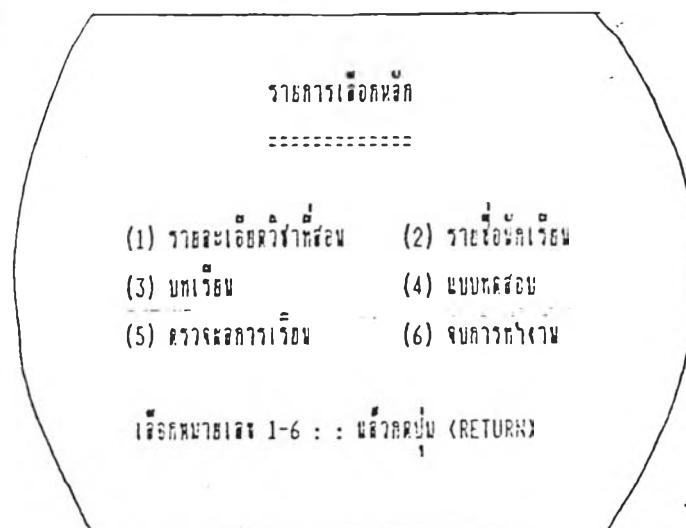 รายการเลือกหลัก
=============
(1) รายละเอียดวิชาที่สอน (2) รายชื่อนักเรียน
(3) บทเรียน (4) แบบทดสอบ
(5) ตรวจผลการเรียน (6) จบการทำงาน
เลือกหมายเลข 1-6 : : แล้วกดปุ่ม <RETURN>